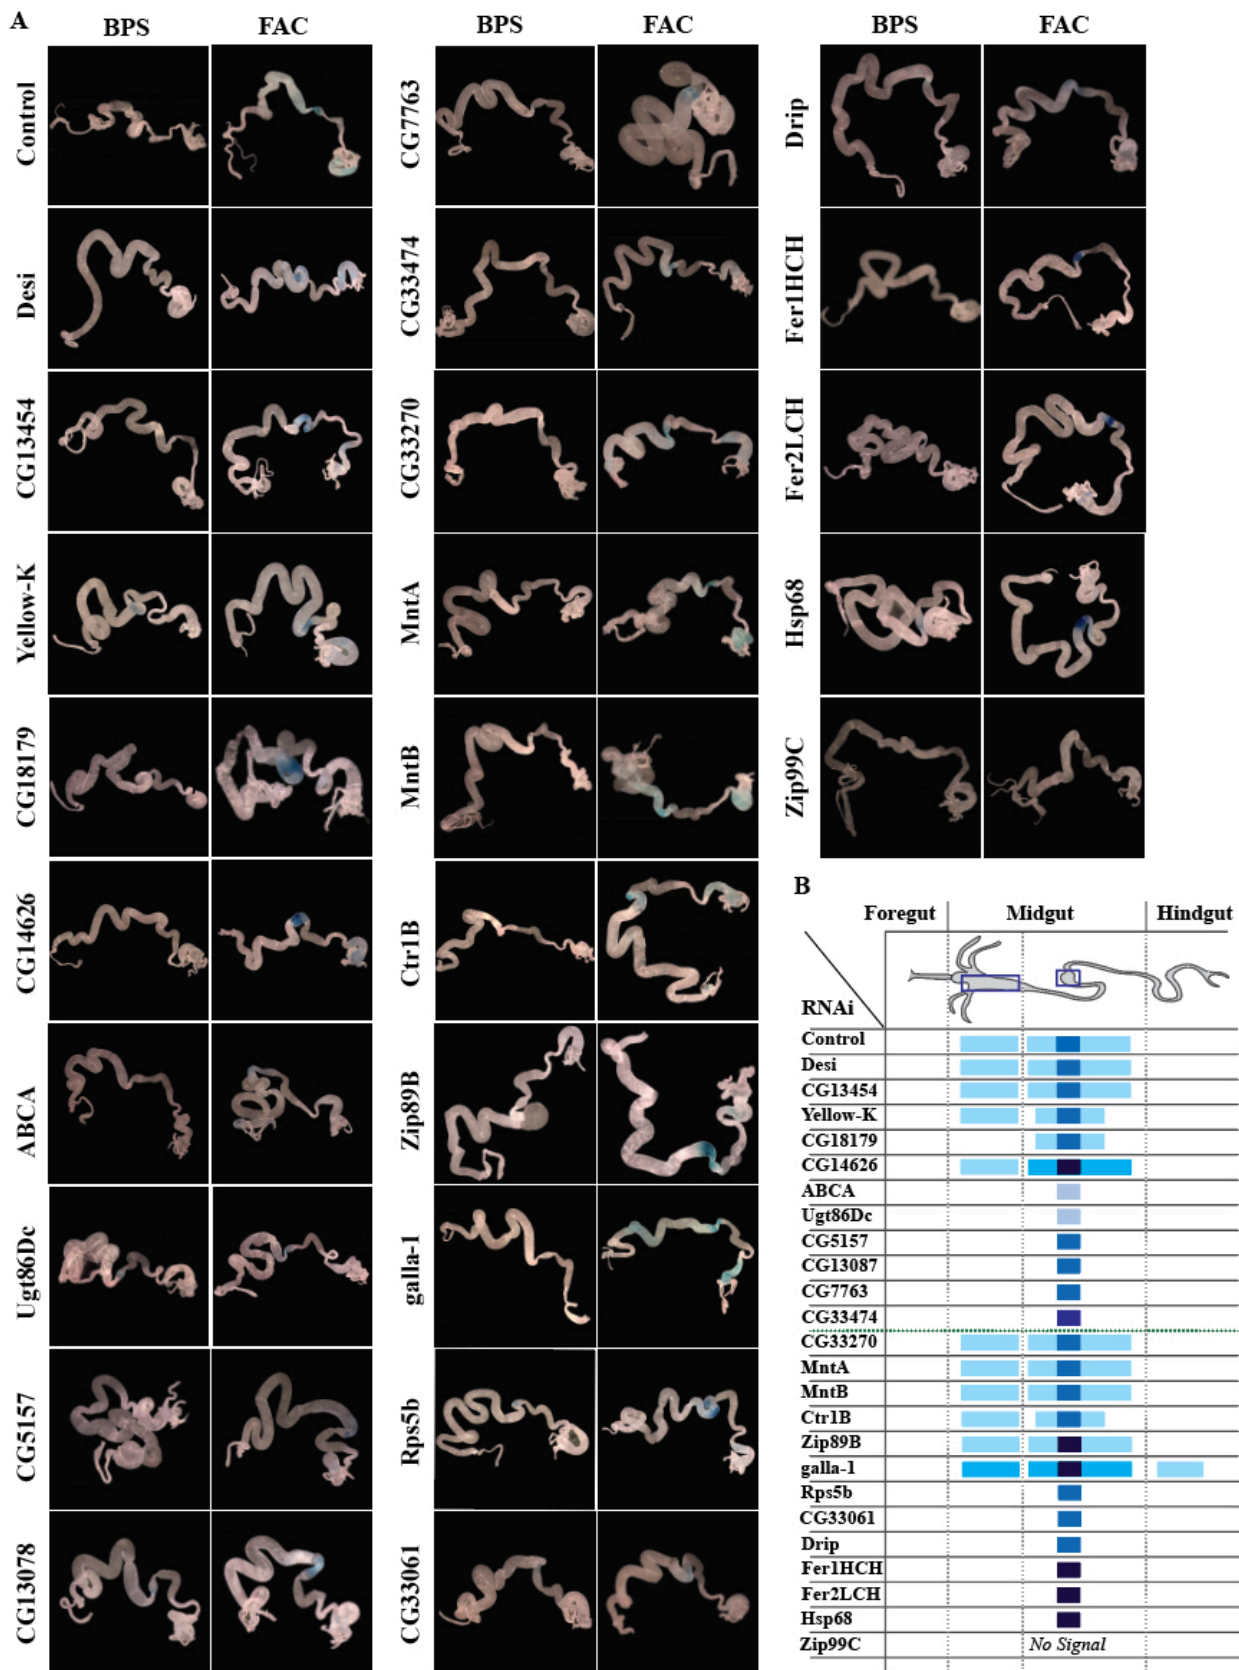 A
BPS FAC
Control
Desi
CG13454
Yellow-K
CG18179
CG14626
ABCA
Ugt86Dc
CG5157
CG13078
BPS FAC
CG7763
CG33474
CG33270
MntA
MntB
Ctr1B
Zip89B
galla-1
Rps5b
CG33061
BPS FAC
Drip
Fer1HCH
Fer2LCH
Hsp68
Zip99C
B
Foregut Midgut Hindgut
RNAi
Control
Desi
CG13454
Yellow-K
CG18179
CG14626
ABCA
Ugt86Dc
CG5157
CG13087
CG7763
CG33474
CG33270
MntA
MntB
Ctr1B
Zip89B
galla-1
Rps5b
CG33061
Drip
Fer1HCH
Fer2LCH
Hsp68
Zip99C No Signal